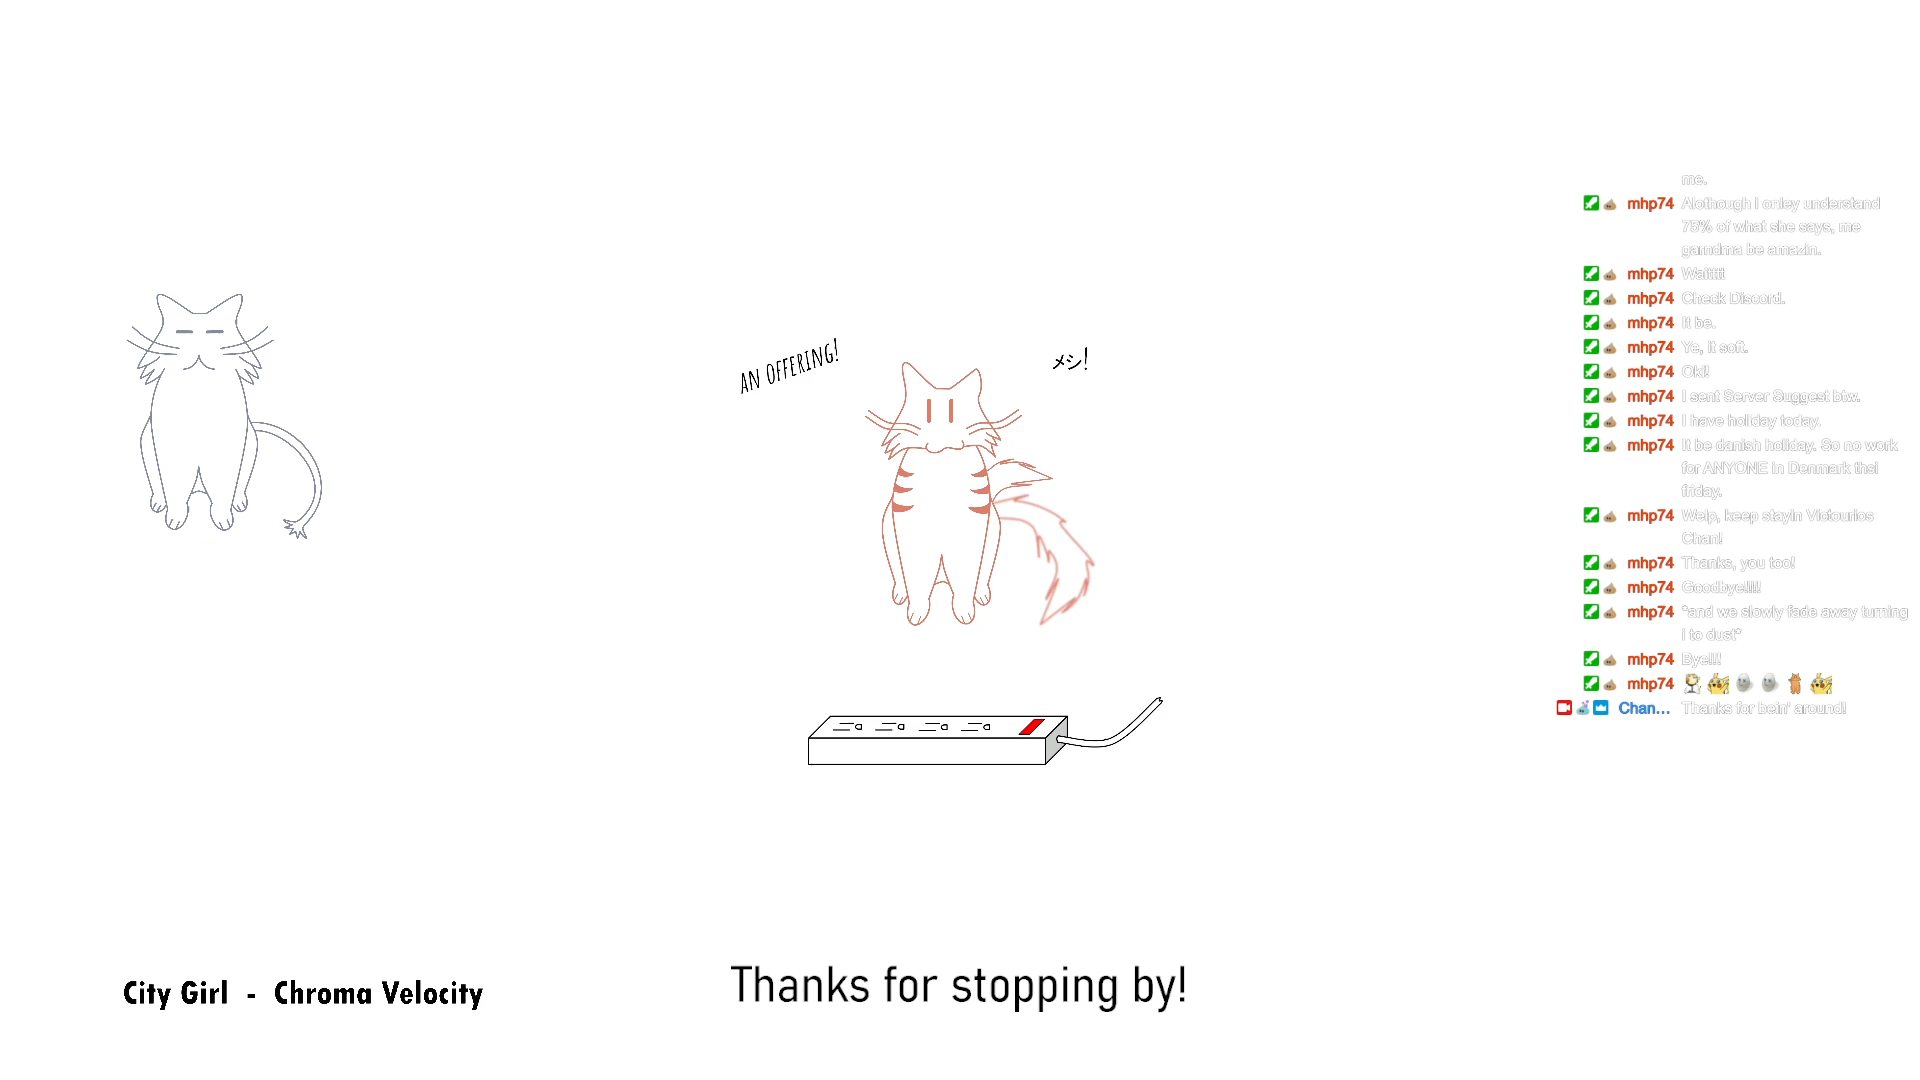 AN OFFERING!
メシ!
me.
mhp74 Alothough I onley understand
75% of what she says, me
garndma be amazin.
mhp74 Waitttt
mhp74 Check Discord.
mhp74 It be.
mhp74 Ye, it soft.
mhp74 Ok!
mhp74 I sent Server Suggest btw.
mhp74 I have holiday today.
mhp74 It be danish holiday. So no work
for ANYONE in Denmark thsi
friday.
mhp74 Welp, keep stayin Victourios
Chan!
mhp74 Thanks, you too!
mhp74 Goodbye!!!!
mhp74 *and we slowly fade away turning
i to dust*
mhp74 Bye!!!
mhp74
Chan... Thanks for bein' around!
City Girl - Chroma Velocity
Thanks for stopping by!